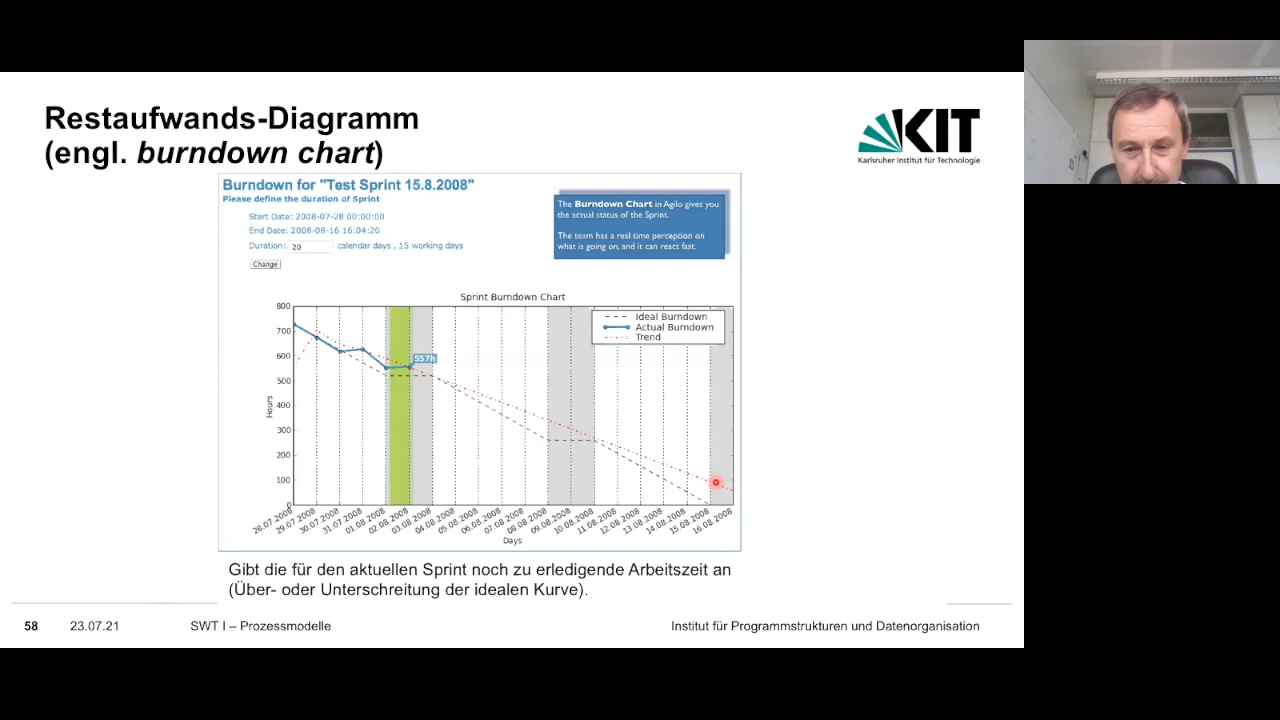 Restaufwands-Diagramm
(engl. burndown chart)
KIT
Karlsruher Institut für Technologie
Burndown for "Test Sprint 15.8.2008"
Please define the duration of Sprint
Start Date: 2008-07-28 00:00:00
End Date: 2008-08-16 16:04:20
Duration: 20 calendar days , 15 working days
Change
The Burndown Chart in Agilo gives you
the actual status of the Sprint.
The team has a real time perception on
what is going on, and it can react fast.
Sprint Burndown Chart
Ideal Burndown
Actual Burndown
Trend
557h
800
700
600
500
400
300
200
100
0
Hours
28.07.2008
29.07.2008
30.07.2008
31.07.2008
01.08.2008
02.08.2008
03.08.2008
04.08.2008
05.08.2008
06.08.2008
07.08.2008
08.08.2008
09.08.2008
10.08.2008
11.08.2008
12.08.2008
13.08.2008
14.08.2008
15.08.2008
16.08.2008
Days
Gibt die für den aktuellen Sprint noch zu erledigende Arbeitszeit an
(Über- oder Unterschreitung der idealen Kurve).
58 23.07.21 SWT I – Prozessmodelle Institut für Programmstrukturen und Datenorganisation